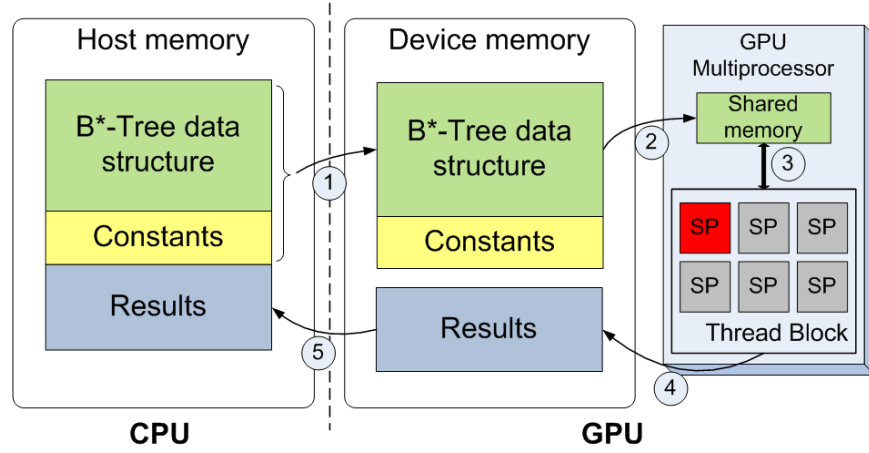 Host memory
B*-Tree data
structure
Constants
Results
1
5
CPU
Device memory
B*-Tree data
structure
Constants
Results
2
4
GPU
GPU
Multiprocessor
Shared
memory
3
SP SP SP
SP SP SP
Thread Block